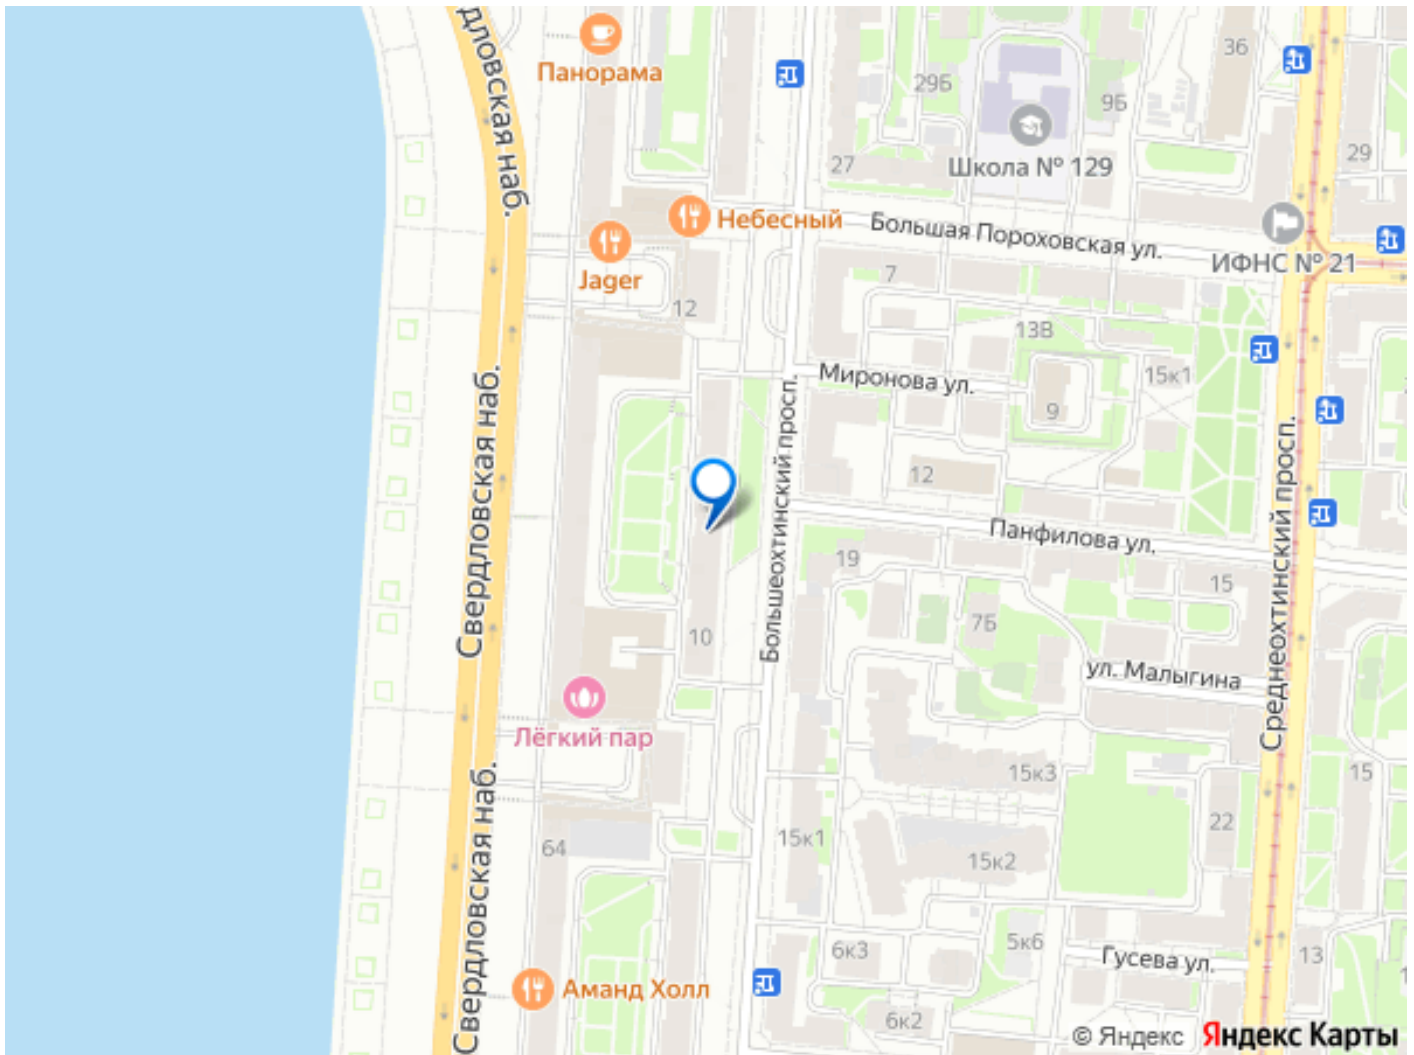 дловская наб.
Панорама
29Б
9Б
36
27
Школа № 129
29
Небесный
Большая Пороховская ул.
Jager
7
ИФНС № 21
12
13В
Миронова ул.
15к1
9
Свердловская наб.
Большеохтинский просп.
12
Среднеохтинский просп.
Панфилова ул.
19
15
10
7Б
ул. Малыгина
Лёгкий пар
15к3
15
Свердловская наб.
64
15к1
15к2
22
6к3
5к6
Гусева ул.
13
Аманд Холл
6к2
© Яндекс Яндекс Карты